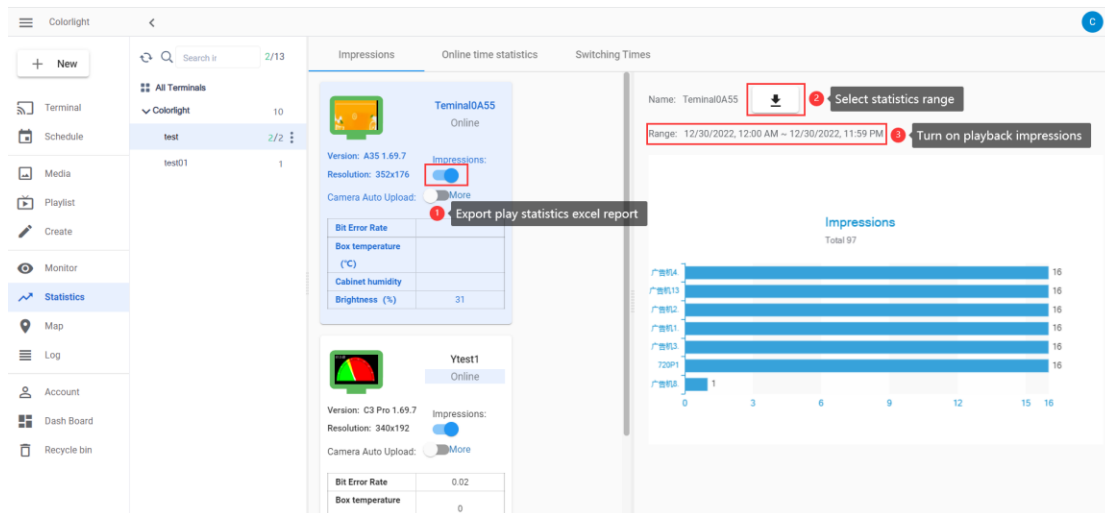 Colorlight
C
New
Search ir
2/13
All Terminals
Colorlight
10
test
2/2
test01
1
Terminal
Schedule
Media
Playlist
Create
Monitor
Statistics
Map
Log
Account
Dash Board
Recycle bin
Impressions
Online time statistics
Switching Times
Teminal0A55
Online
Version: A35 1.69.7
Impressions:
Resolution: 352x176
Camera Auto Upload:
More
1 Export play statistics excel report
Bit Error Rate
Box temperature
(℃)
Cabinet humidity
Brightness (%)
31
Ytest1
Online
Version: C3 Pro 1.69.7
Impressions:
Resolution: 340x192
Camera Auto Upload:
More
Bit Error Rate
0.02
Box temperature
0
Name: Teminal0A55
2 Select statistics range
Range: 12/30/2022, 12:00 AM ~ 12/30/2022, 11:59 PM
3 Turn on playback impressions
Impressions
Total 97
广告机4. 16
广告机13 16
广告机2. 16
广告机1. 16
广告机3. 16
720P1 16
广告机8. 1
0 3 6 9 12 15 16